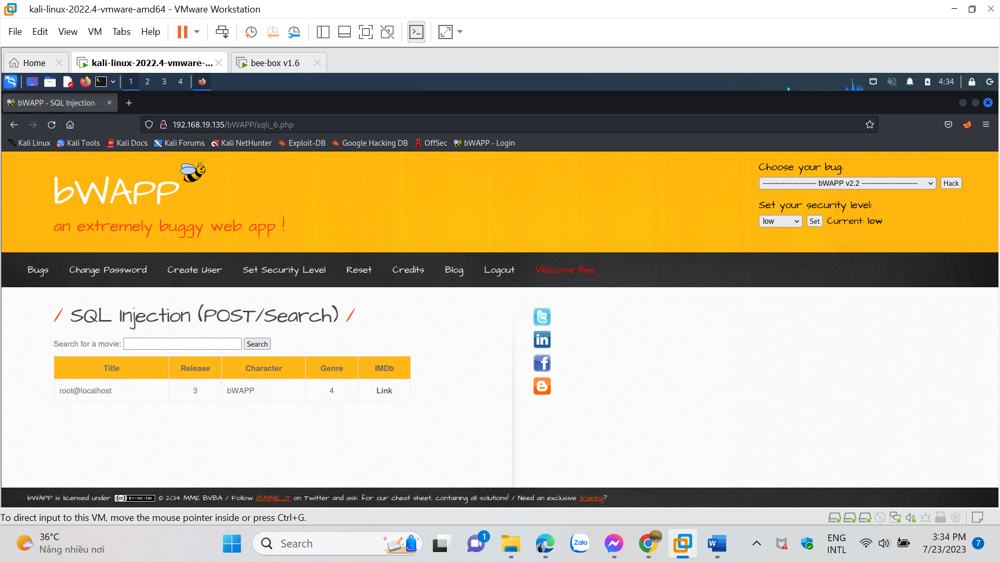 kali-linux-2022.4-vmware-amd64 - VMware Workstation
File Edit View VM Tabs Help
Home kali-linux-2022.4-vmware-... bee-box v1.6
1 2 3 4 4:34
bWAPP - SQL Injection
192.168.19.135/bWAPP/sqli_6.php
Kali Linux Kali Tools Kali Docs Kali Forums Kali NetHunter Exploit-DB Google Hacking DB OffSec bWAPP - Login
Choose your bug:
---------------------- bWAPP v2.2 ----------------------- Hack
bWAPP
Set your security level:
low Set Current: low
an extremely buggy web app !
Bugs Change Password Create User Set Security Level Reset Credits Blog Logout Welcome Bee
/ SQL Injection (POST/Search) /
Search for a movie: Search
Title Release Character Genre IMDb
root@localhost 3 bWAPP 4 Link
bWAPP is licensed under (cc) BY-NC-ND © 2014 MME BVBA / Follow @MME_IT on Twitter and ask for our cheat sheet, containing all solutions! / Need an exclusive training?
To direct input to this VM, move the mouse pointer inside or press Ctrl+G.
36°C
Nắng nhiều nơi
Search
1
Zalo
ENG
INTL
3:34 PM
7/23/2023
7